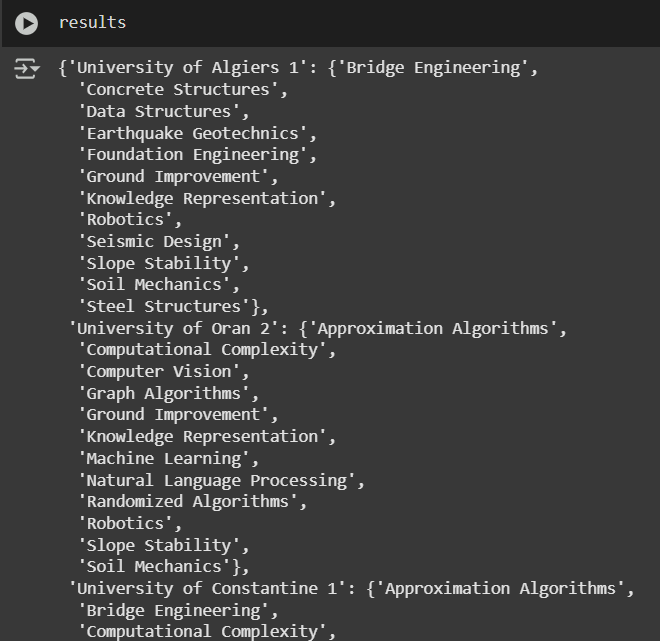 results
{'University of Algiers 1': {'Bridge Engineering',
'Concrete Structures',
'Data Structures',
'Earthquake Geotechnics',
'Foundation Engineering',
'Ground Improvement',
'Knowledge Representation',
'Robotics',
'Seismic Design',
'Slope Stability',
'Soil Mechanics',
'Steel Structures'},
'University of Oran 2': {'Approximation Algorithms',
'Computational Complexity',
'Computer Vision',
'Graph Algorithms',
'Ground Improvement',
'Knowledge Representation',
'Machine Learning',
'Natural Language Processing',
'Randomized Algorithms',
'Robotics',
'Slope Stability',
'Soil Mechanics'},
'University of Constantine 1': {'Approximation Algorithms',
'Bridge Engineering',
'Computational Complexity',